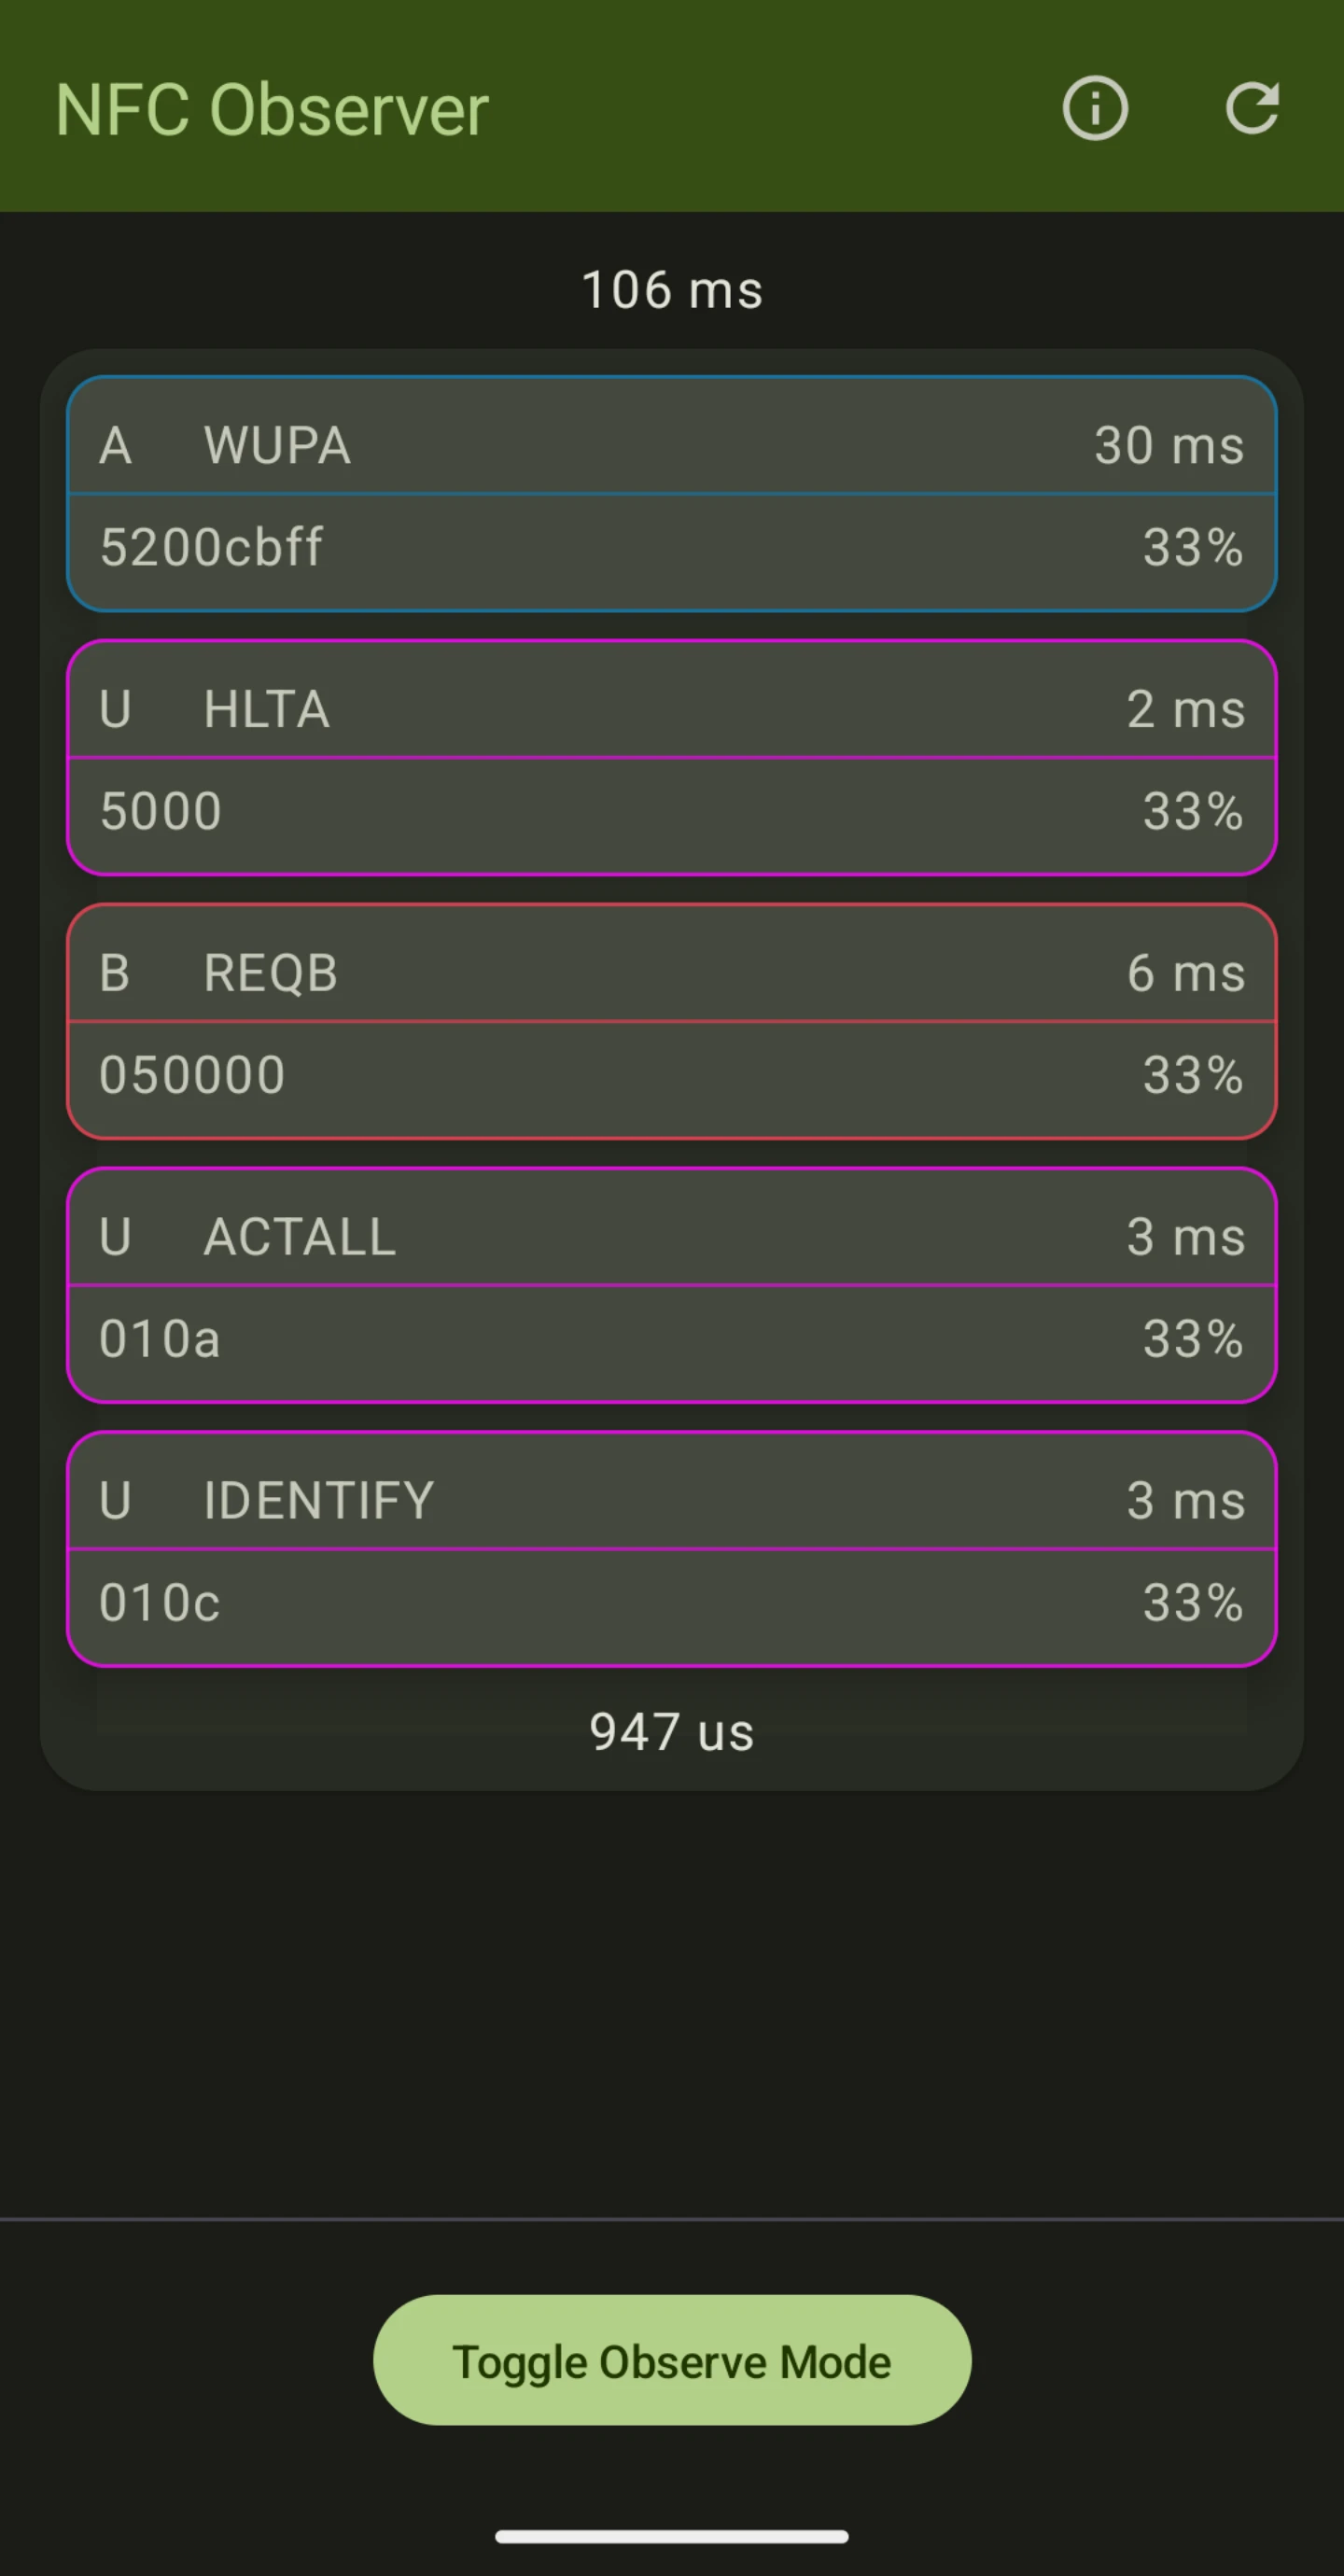 NFC Observer
106 ms
A WUPA 30 ms
5200cbff 33%
U HLTA 2 ms
5000 33%
B REQB 6 ms
050000 33%
U ACTALL 3 ms
010a 33%
U IDENTIFY 3 ms
010c 33%
947 us
Toggle Observe Mode